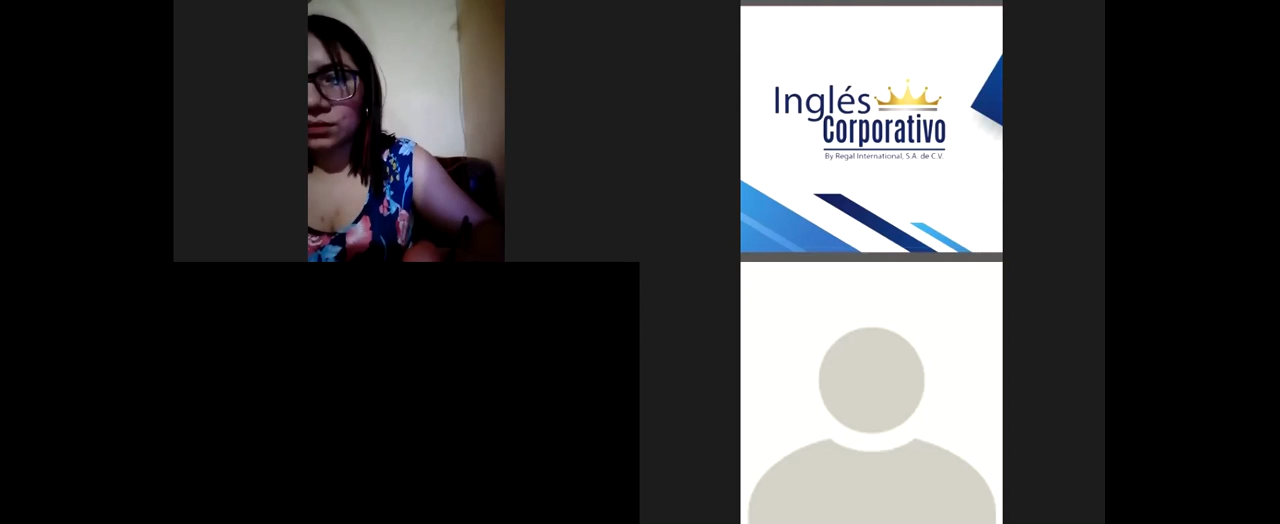 Inglés
Corporativo
By Regal International, S.A. de C.V.